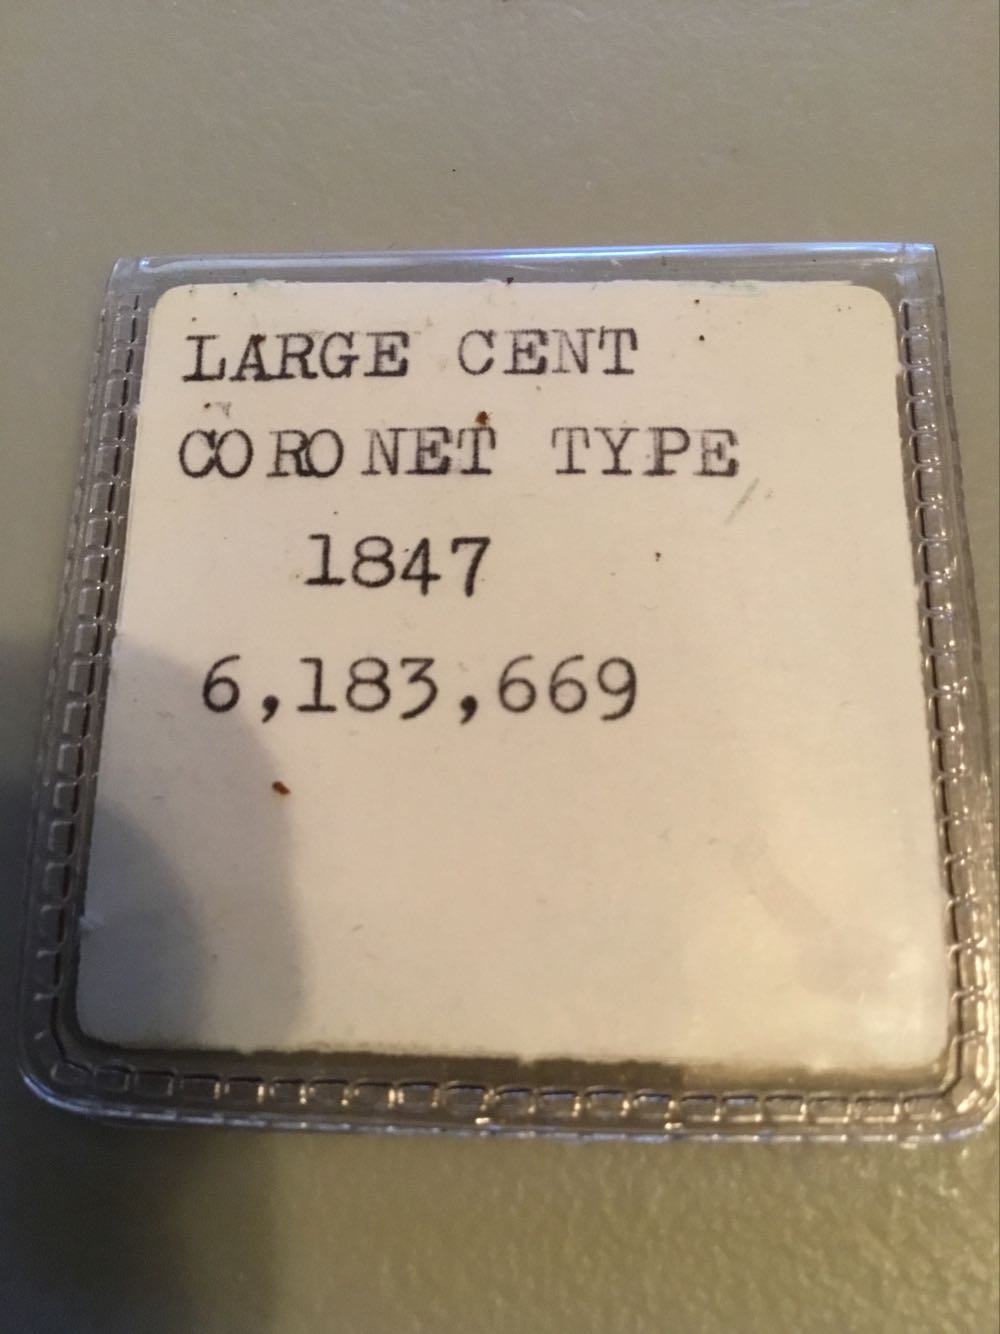 LARGE CENT
CORONET TYPE
1847
6,183,669